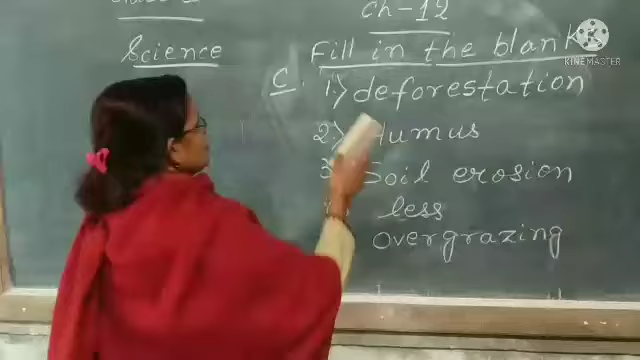 Ch-12
Science
Fill in the blank
C. 1.) deforestation
2.) Humus
3. Soil erosion
less
overgrazing
KINEMASTER